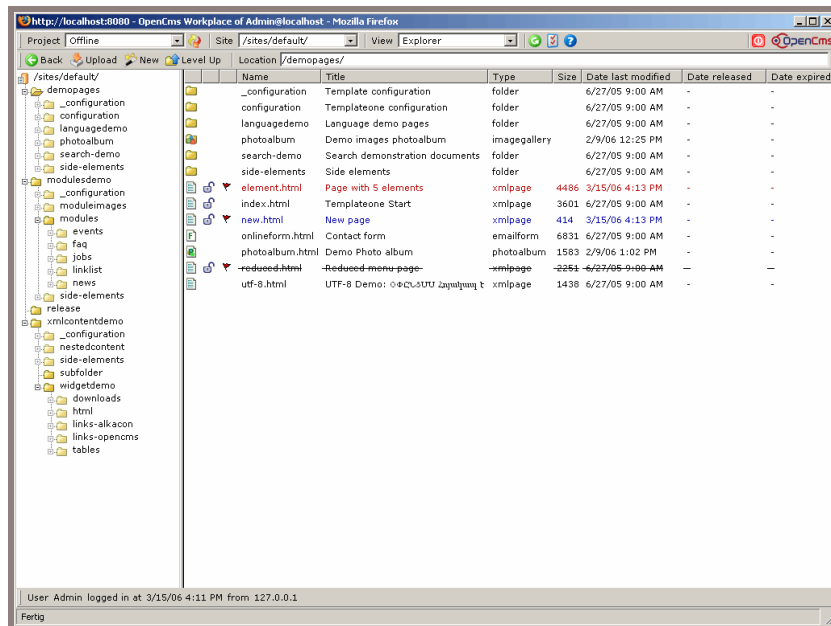 http://localhost:8080 - OpenCms Workplace of Admin@localhost - Mozilla Firefox
Project Offline Site /sites/default/ View Explorer OpenCms
Back Upload New Level Up Location /demopages/
/sites/default/
demopages
_configuration
configuration
languagedemo
photoalbum
search-demo
side-elements
modulesdemo
_configuration
moduleimages
modules
events
faq
jobs
linklist
news
side-elements
release
xmlcontentdemo
_configuration
nestedcontent
side-elements
subfolder
widgetdemo
downloads
html
links-alkacon
links-opencms
tables
Name Title Type Size Date last modified Date released Date expired
_configuration Template configuration folder 6/27/05 9:00 AM - -
configuration Templateone configuration folder 6/27/05 9:00 AM - -
languagedemo Language demo pages folder 6/27/05 9:00 AM - -
photoalbum Demo images photoalbum imagegallery 2/9/06 12:25 PM - -
search-demo Search demonstration documents folder 6/27/05 9:00 AM - -
side-elements Side elements folder 6/27/05 9:00 AM - -
element.html Page with 5 elements xmlpage 4486 3/15/06 4:13 PM - -
index.html Templateone Start xmlpage 3601 6/27/05 9:00 AM - -
new.html New page xmlpage 414 3/15/06 4:13 PM - -
onlineform.html Contact form emailform 6831 6/27/05 9:00 AM - -
photoalbum.html Demo Photo album photoalbum 1583 2/9/06 1:02 PM - -
reduced.html Reduced menu page xmlpage 2251 6/27/05 9:00 AM - -
utf-8.html UTF-8 Demo: xmlpage 1438 6/27/05 9:00 AM - -
User Admin logged in at 3/15/06 4:11 PM from 127.0.0.1
Fertig